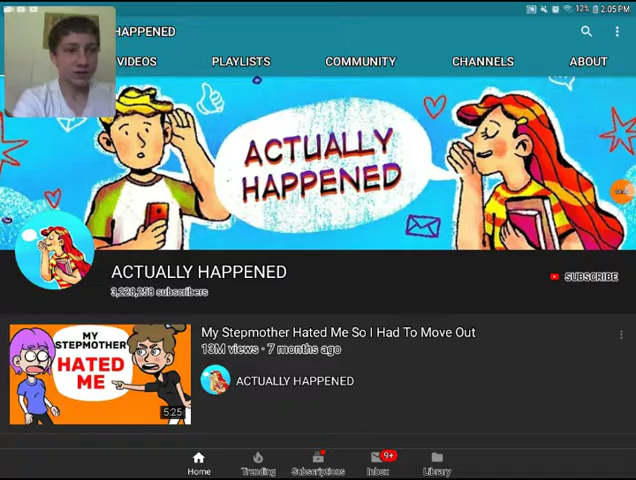 12% 2:05 PM
HAPPENED
VIDEOS PLAYLISTS COMMUNITY CHANNELS ABOUT
ACTUALLY
HAPPENED
ACTUALLY HAPPENED
3,228,258 subscribers
SUBSCRIBE
MY
STEPMOTHER
HATED
ME
5:25
My Stepmother Hated Me So I Had To Move Out
13M views · 7 months ago
ACTUALLY HAPPENED
9+
Home Trending Subscriptions Inbox Library